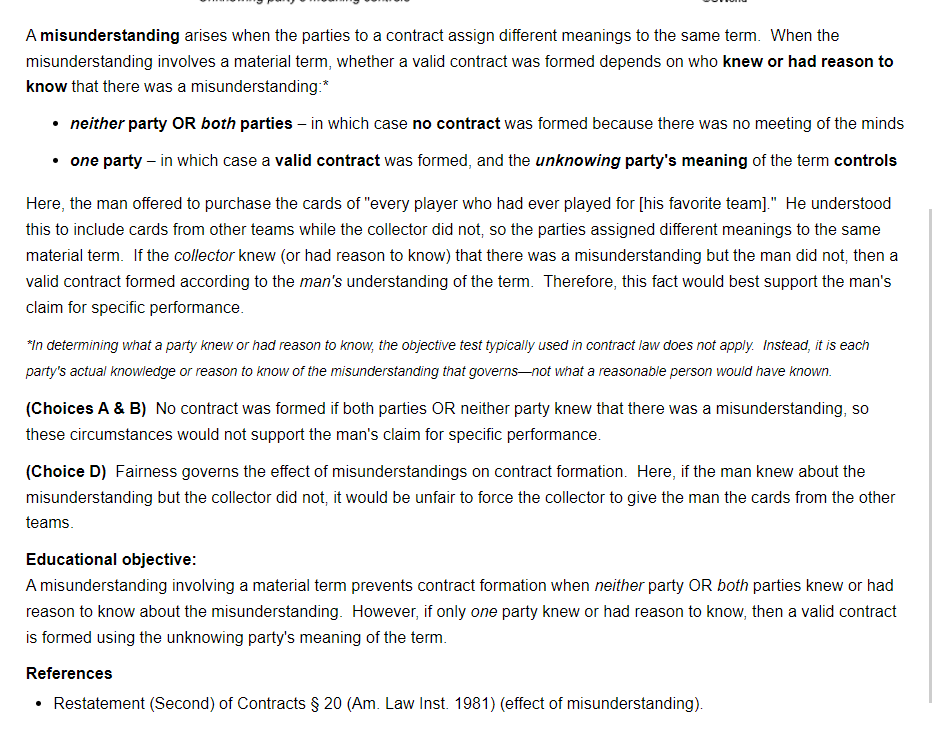 A misunderstanding arises when the parties to a contract assign different meanings to the same term.  When the
misunderstanding involves a material term, whether a valid contract was formed depends on who knew or had reason to
know that there was a misunderstanding:*
• neither party OR both parties – in which case no contract was formed because there was no meeting of the minds
• one party – in which case a valid contract was formed, and the unknowing party's meaning of the term controls
Here, the man offered to purchase the cards of "every player who had ever played for [his favorite team]."  He understood
this to include cards from other teams while the collector did not, so the parties assigned different meanings to the same
material term.  If the collector knew (or had reason to know) that there was a misunderstanding but the man did not, then a
valid contract formed according to the man's understanding of the term.  Therefore, this fact would best support the man's
claim for specific performance.
*In determining what a party knew or had reason to know, the objective test typically used in contract law does not apply.  Instead, it is each
party's actual knowledge or reason to know of the misunderstanding that governs—not what a reasonable person would have known.
(Choices A & B)  No contract was formed if both parties OR neither party knew that there was a misunderstanding, so
these circumstances would not support the man's claim for specific performance.
(Choice D)  Fairness governs the effect of misunderstandings on contract formation.  Here, if the man knew about the
misunderstanding but the collector did not, it would be unfair to force the collector to give the man the cards from the other
teams.
Educational objective:
A misunderstanding involving a material term prevents contract formation when neither party OR both parties knew or had
reason to know about the misunderstanding.  However, if only one party knew or had reason to know, then a valid contract
is formed using the unknowing party's meaning of the term.
References
• Restatement (Second) of Contracts § 20 (Am. Law Inst. 1981) (effect of misunderstanding).